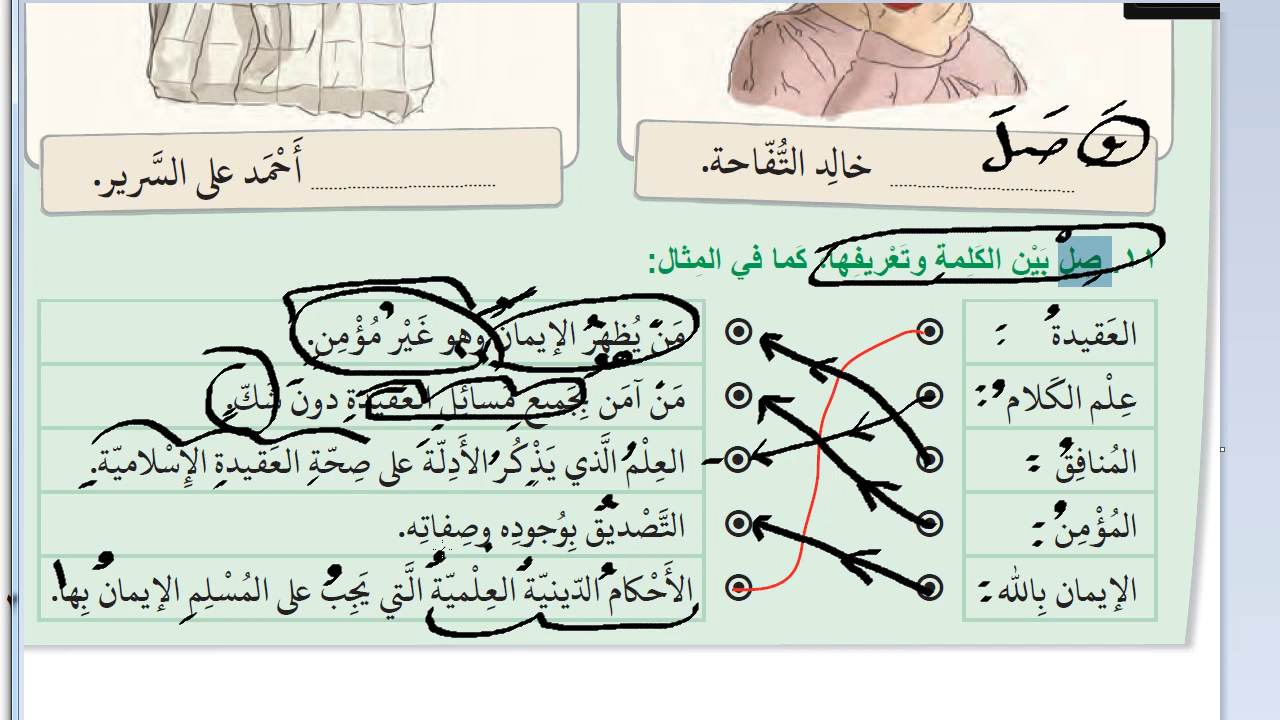 وَصَلَ
............ خالِد التُّفّاحة.
............ أَحْمَد على السَّرير.
١١. صِلْ بَيْن الكَلِمةِ وتَعْريفِها، كَما في المِثال:
العَقيدةُ :
مَنْ يُظهِرُ الإيمانَ وهو غَيْرُ مُؤْمِنٍ.
عِلْم الكَلامِ :
مَنْ آمَن بِجَميعِ مَسائِلِ العَقيدَةِ دونَ شَكٍّ.
المُنافِقُ :
العِلْمُ الَّذي يَذْكُرُ الأَدِلّةَ على صِحّةِ العَقيدةِ الإِسْلاميّةِ.
المُؤْمِنُ :
التَّصْديقُ بِوُجودِه وصِفاتِه.
الإيمان بِالله :
الأَحْكامُ الدّينيّةُ العِلْميّةُ الَّتي يَجِبُ على المُسْلِمِ الإيمانُ بِها.